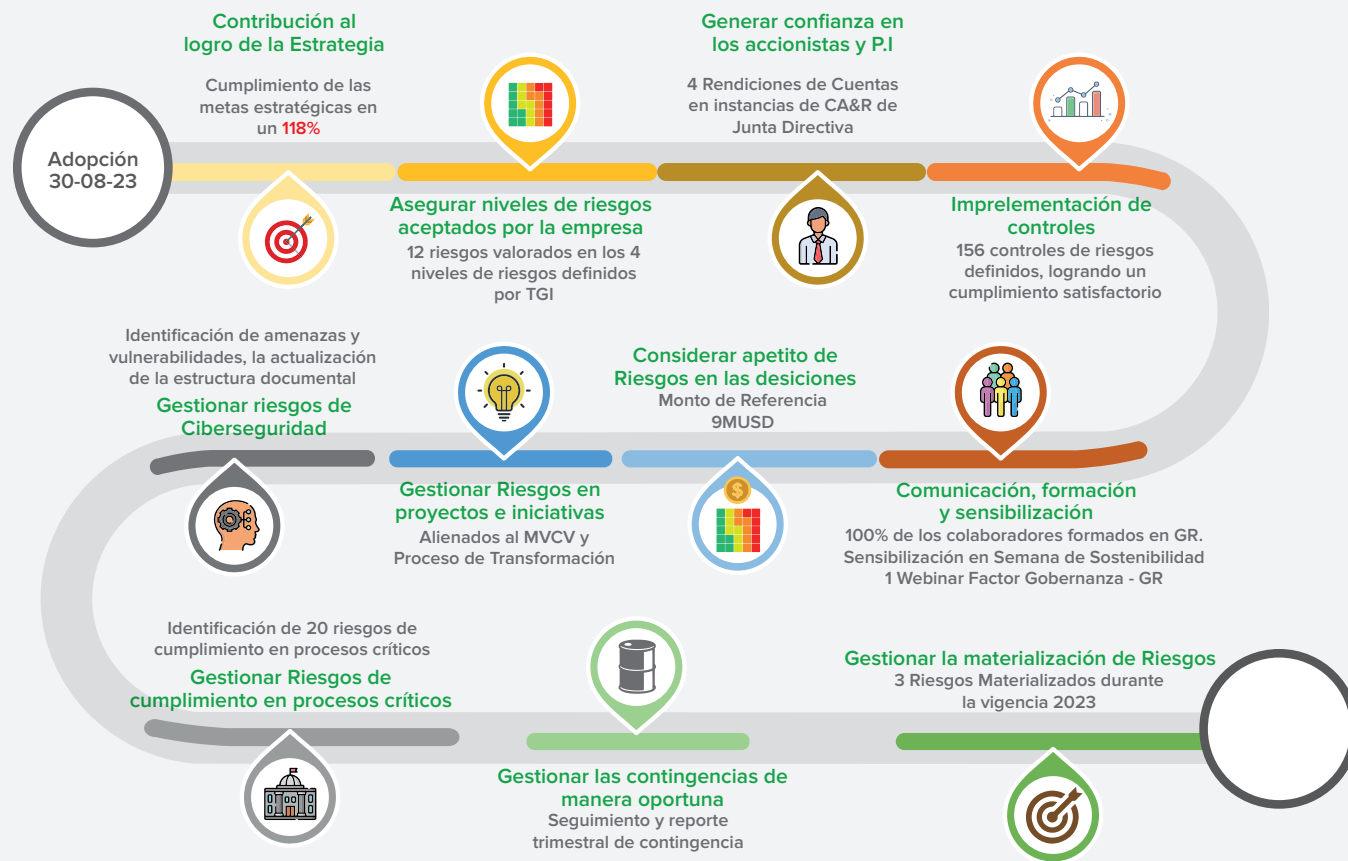 Adopción
30-08-23
Contribución al
logro de la Estrategia
Cumplimiento de las
metas estratégicas en
un 118%
Asegurar niveles de riesgos
aceptados por la empresa
12 riesgos valorados en los 4
niveles de riesgos definidos
por TGI
Generar confianza en
los accionistas y P.I
4 Rendiciones de Cuentas
en instancias de CA&R de
Junta Directiva
Imprelementación de
controles
156 controles de riesgos
definidos, logrando un
cumplimiento satisfactorio
Comunicación, formación
y sensibilización
100% de los colaboradores formados en GR.
Sensibilización en Semana de Sostenibilidad
1 Webinar Factor Gobernanza - GR
Considerar apetito de
Riesgos en las desiciones
Monto de Referencia
9MUSD
$
Gestionar Riesgos en
proyectos e iniciativas
Alienados al MVCV y
Proceso de Transformación
Identificación de amenazas y
vulnerabilidades, la actualización
de la estructura documental
Gestionar riesgos de
Ciberseguridad
Identificación de 20 riesgos de
cumplimiento en procesos críticos
Gestionar Riesgos de
cumplimiento en procesos críticos
Gestionar las contingencias de
manera oportuna
Seguimiento y reporte
trimestral de contingencia
Gestionar la materialización de Riesgos
3 Riesgos Materializados durante
la vigencia 2023